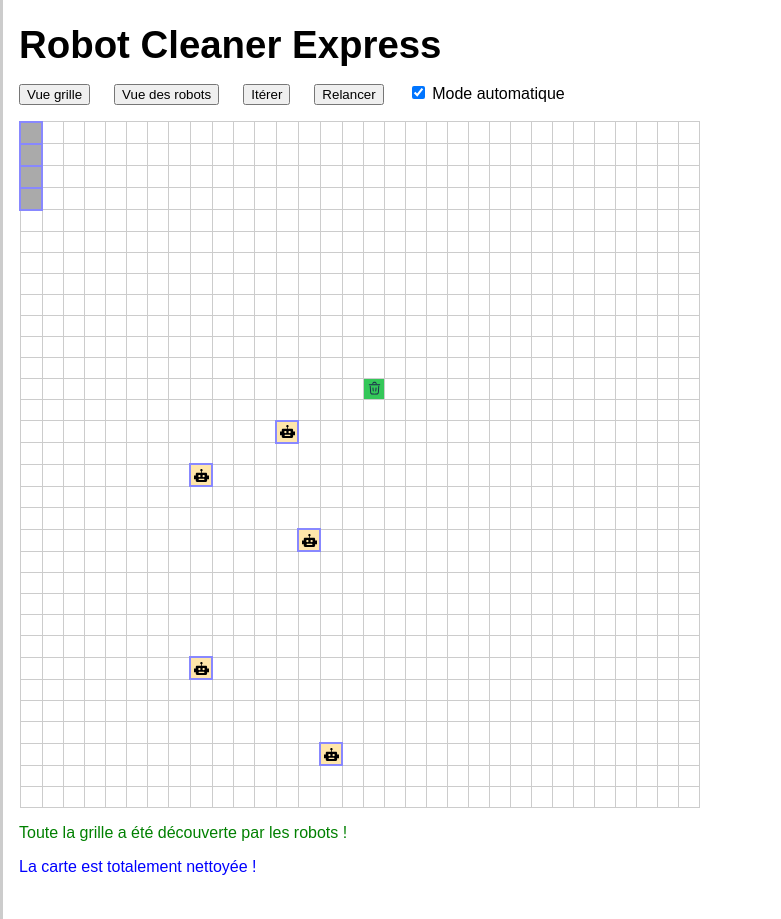 Robot Cleaner Express
Vue grille Vue des robots Itérer Relancer Mode automatique
Toute la grille a été découverte par les robots !
La carte est totalement nettoyée !